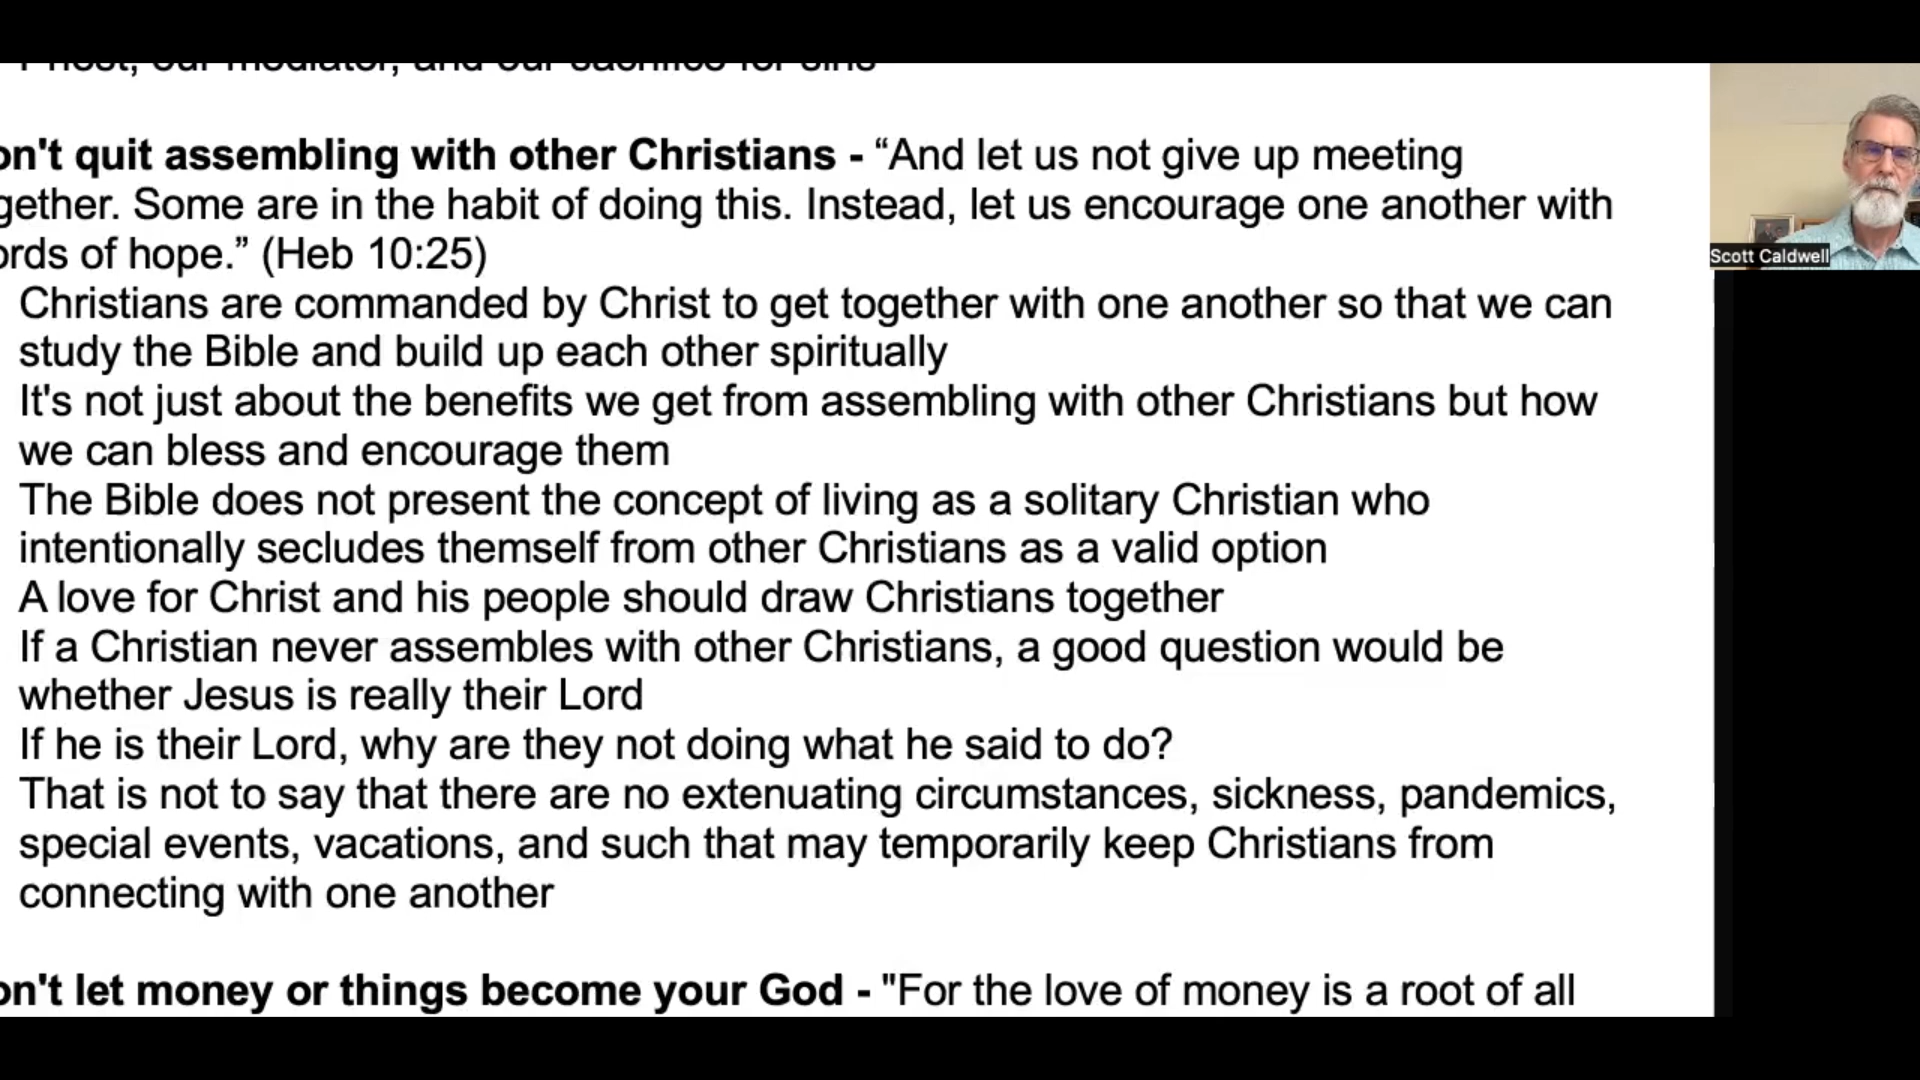 Priest, our mediator, and our sacrifice for sins
on't quit assembling with other Christians - “And let us not give up meeting
gether. Some are in the habit of doing this. Instead, let us encourage one another with
ords of hope.” (Heb 10:25)
Christians are commanded by Christ to get together with one another so that we can
study the Bible and build up each other spiritually
It's not just about the benefits we get from assembling with other Christians but how
we can bless and encourage them
The Bible does not present the concept of living as a solitary Christian who
intentionally secludes themself from other Christians as a valid option
A love for Christ and his people should draw Christians together
If a Christian never assembles with other Christians, a good question would be
whether Jesus is really their Lord
If he is their Lord, why are they not doing what he said to do?
That is not to say that there are no extenuating circumstances, sickness, pandemics,
special events, vacations, and such that may temporarily keep Christians from
connecting with one another
on't let money or things become your God - "For the love of money is a root of all
Scott Caldwell